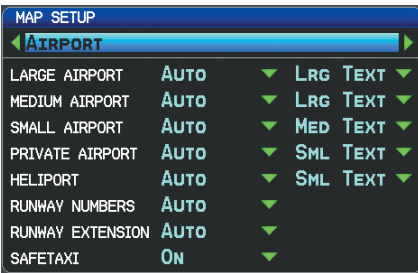 MAP SETUP
AIRPORT
LARGE AIRPORT AUTO LRG TEXT
MEDIUM AIRPORT AUTO LRG TEXT
SMALL AIRPORT AUTO MED TEXT
PRIVATE AIRPORT AUTO SML TEXT
HELIPORT AUTO SML TEXT
RUNWAY NUMBERS AUTO
RUNWAY EXTENSION AUTO
SAFETAXI ON